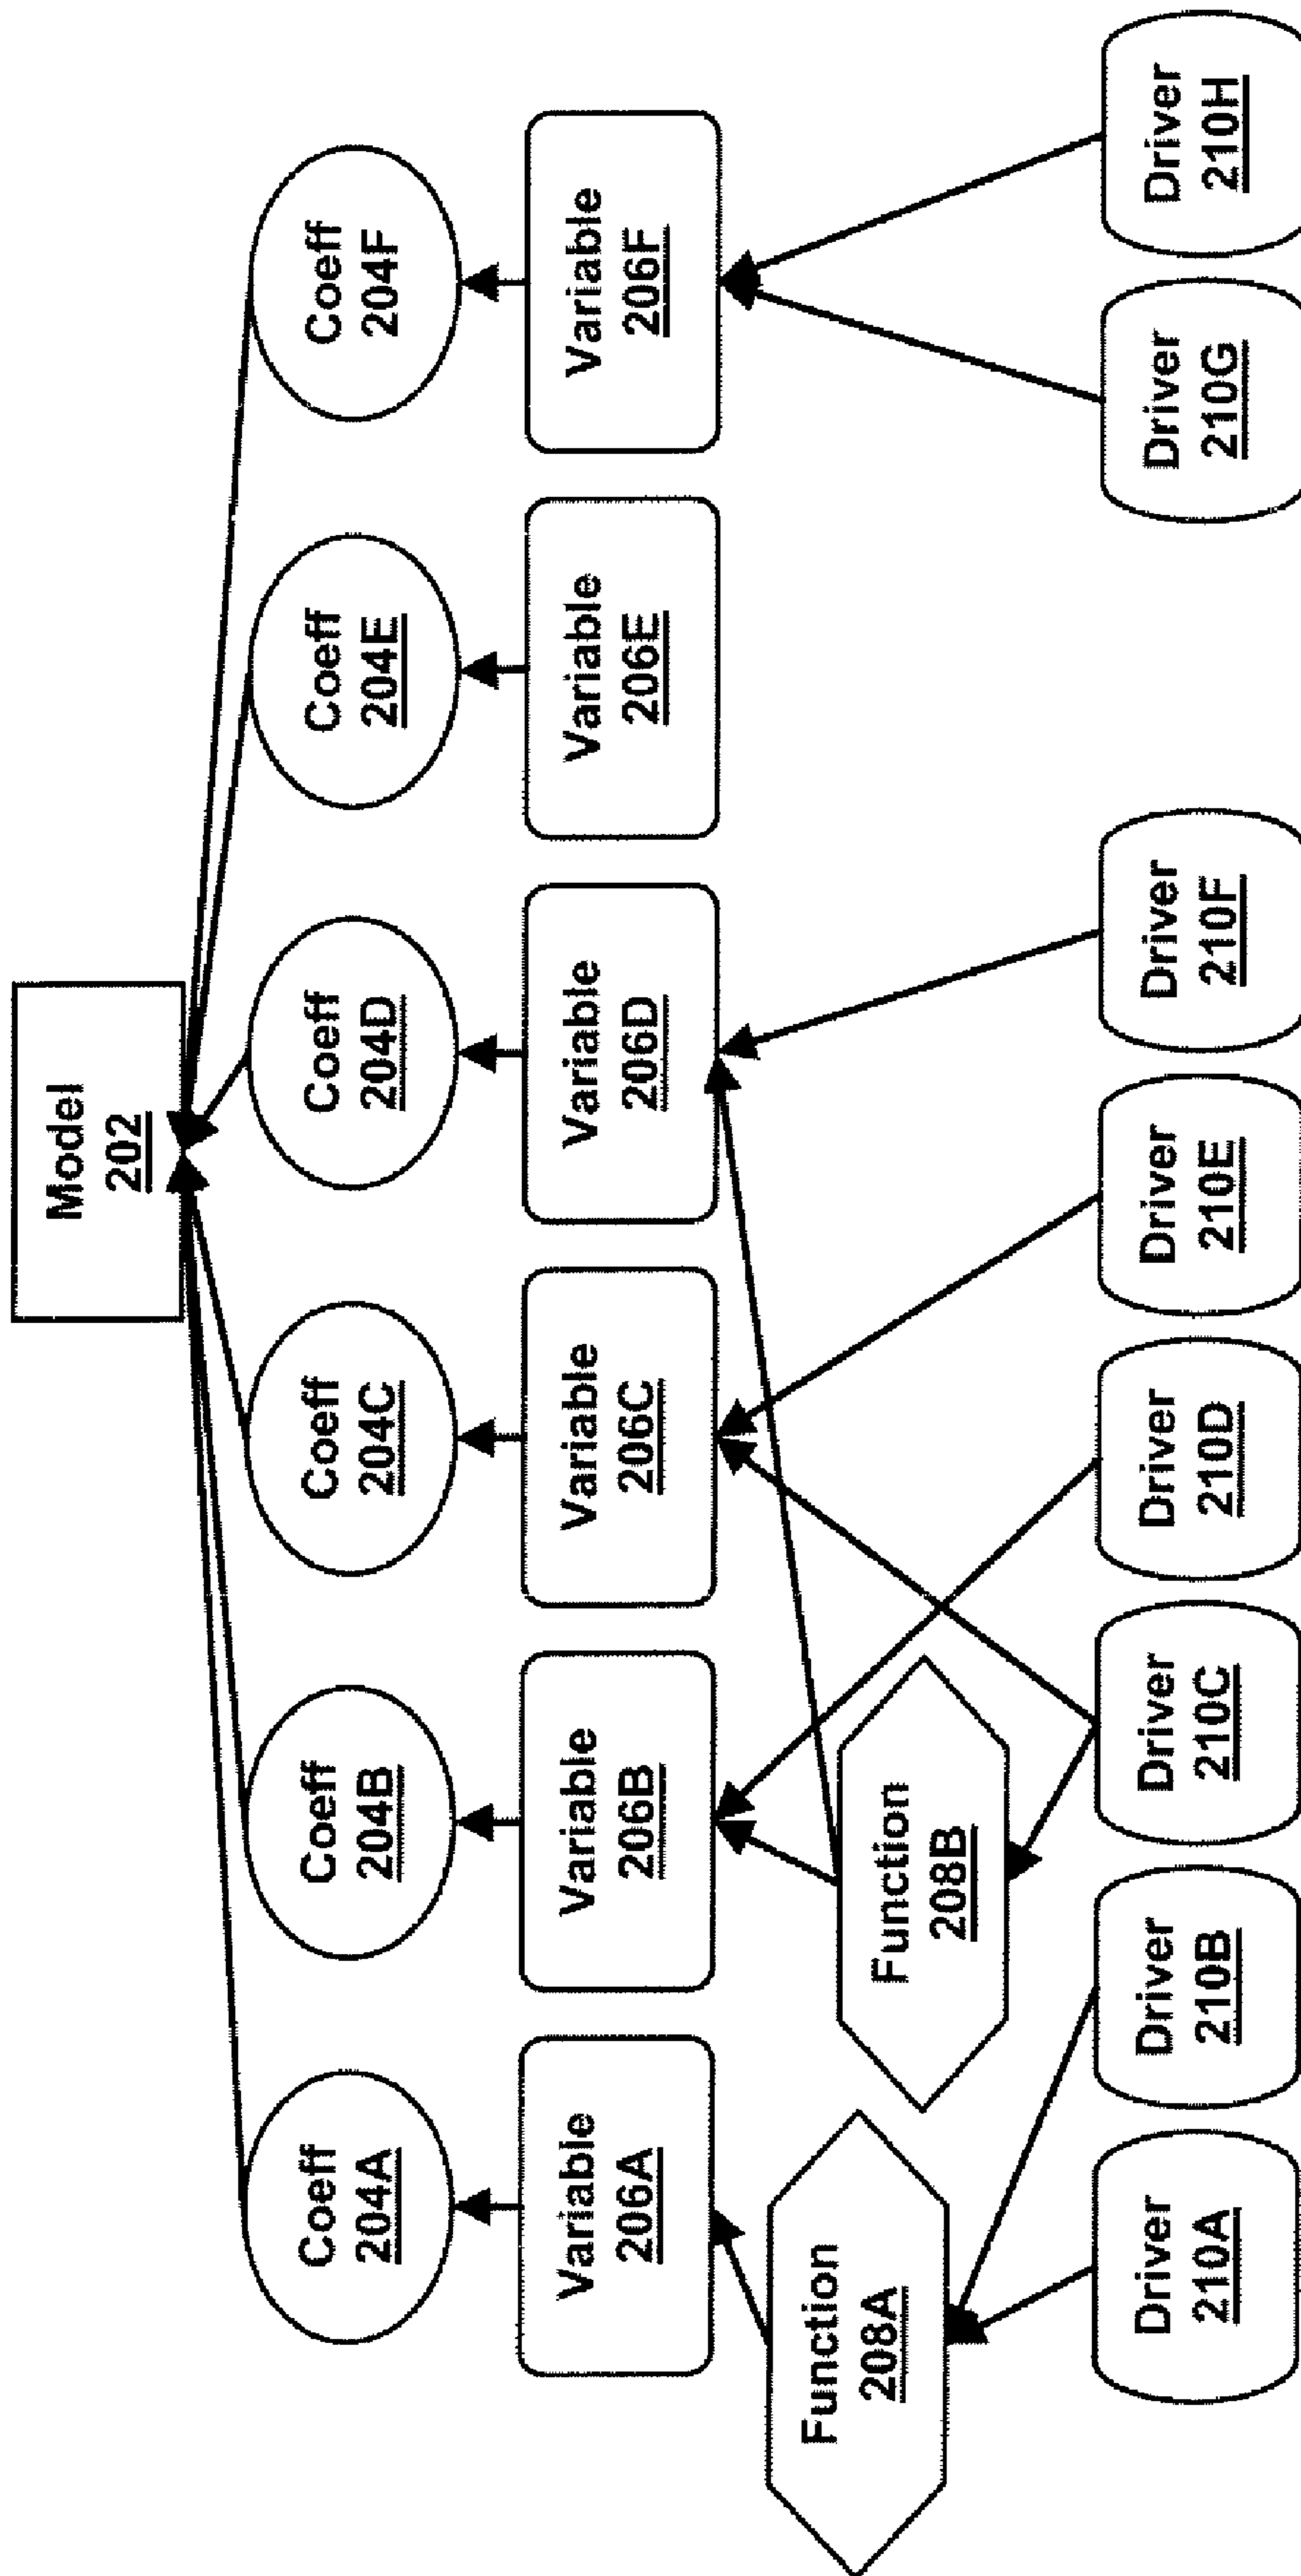 Model
202
Coeff
204A
Coeff
204B
Coeff
204C
Coeff
204D
Coeff
204E
Coeff
204F
Variable
206A
Variable
206B
Variable
206C
Variable
206D
Variable
206E
Variable
206F
Function
208A
Function
208B
Driver
210A
Driver
210B
Driver
210C
Driver
210D
Driver
210E
Driver
210F
Driver
210G
Driver
210H